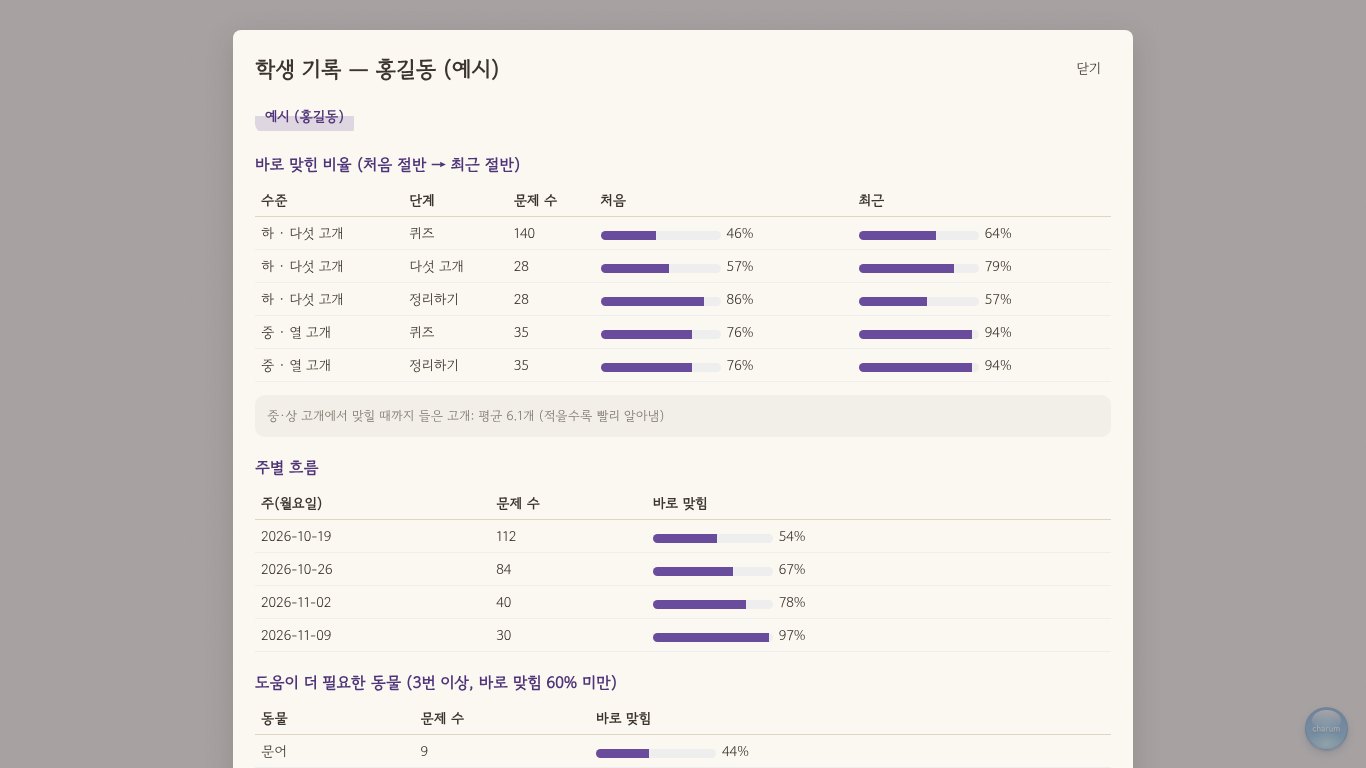 학생 기록 — 홍길동 (예시)
닫기
예시 (홍길동)
바로 맞힌 비율 (처음 절반 → 최근 절반)
수준 단계 문제 수 처음 최근
하 · 다섯 고개 퀴즈 140 46% 64%
하 · 다섯 고개 다섯 고개 28 57% 79%
하 · 다섯 고개 정리하기 28 86% 57%
중 · 열 고개 퀴즈 35 76% 94%
중 · 열 고개 정리하기 35 76% 94%
중·상 고개에서 맞힐 때까지 들은 고개: 평균 6.1개 (적을수록 빨리 알아냄)
주별 흐름
주(월요일) 문제 수 바로 맞힘
2026-10-19 112 54%
2026-10-26 84 67%
2026-11-02 40 78%
2026-11-09 30 97%
도움이 더 필요한 동물 (3번 이상, 바로 맞힘 60% 미만)
동물 문제 수 바로 맞힘
문어 9 44%
charum